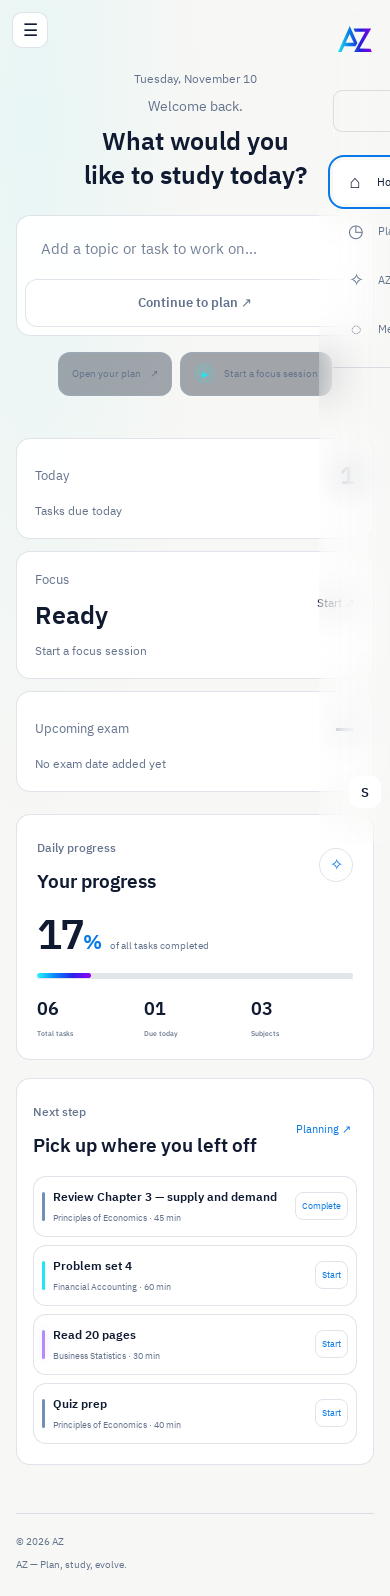 AZ
Tuesday, November 10
Welcome back.
What would you
like to study today?
Add a topic or task to work on...
Continue to plan ↗
Open your plan ↗
Start a focus session
Today
1
Tasks due today
Focus
Ready
Start ↗
Start a focus session
Upcoming exam
—
No exam date added yet
S
Daily progress
Your progress
17%
of all tasks completed
06
01
03
Total tasks
Due today
Subjects
Next step
Pick up where you left off
Planning ↗
Review Chapter 3 — supply and demand
Principles of Economics · 45 min
Complete
Problem set 4
Financial Accounting · 60 min
Start
Read 20 pages
Business Statistics · 30 min
Start
Quiz prep
Principles of Economics · 40 min
Start
© 2026 AZ
AZ — Plan, study, evolve.